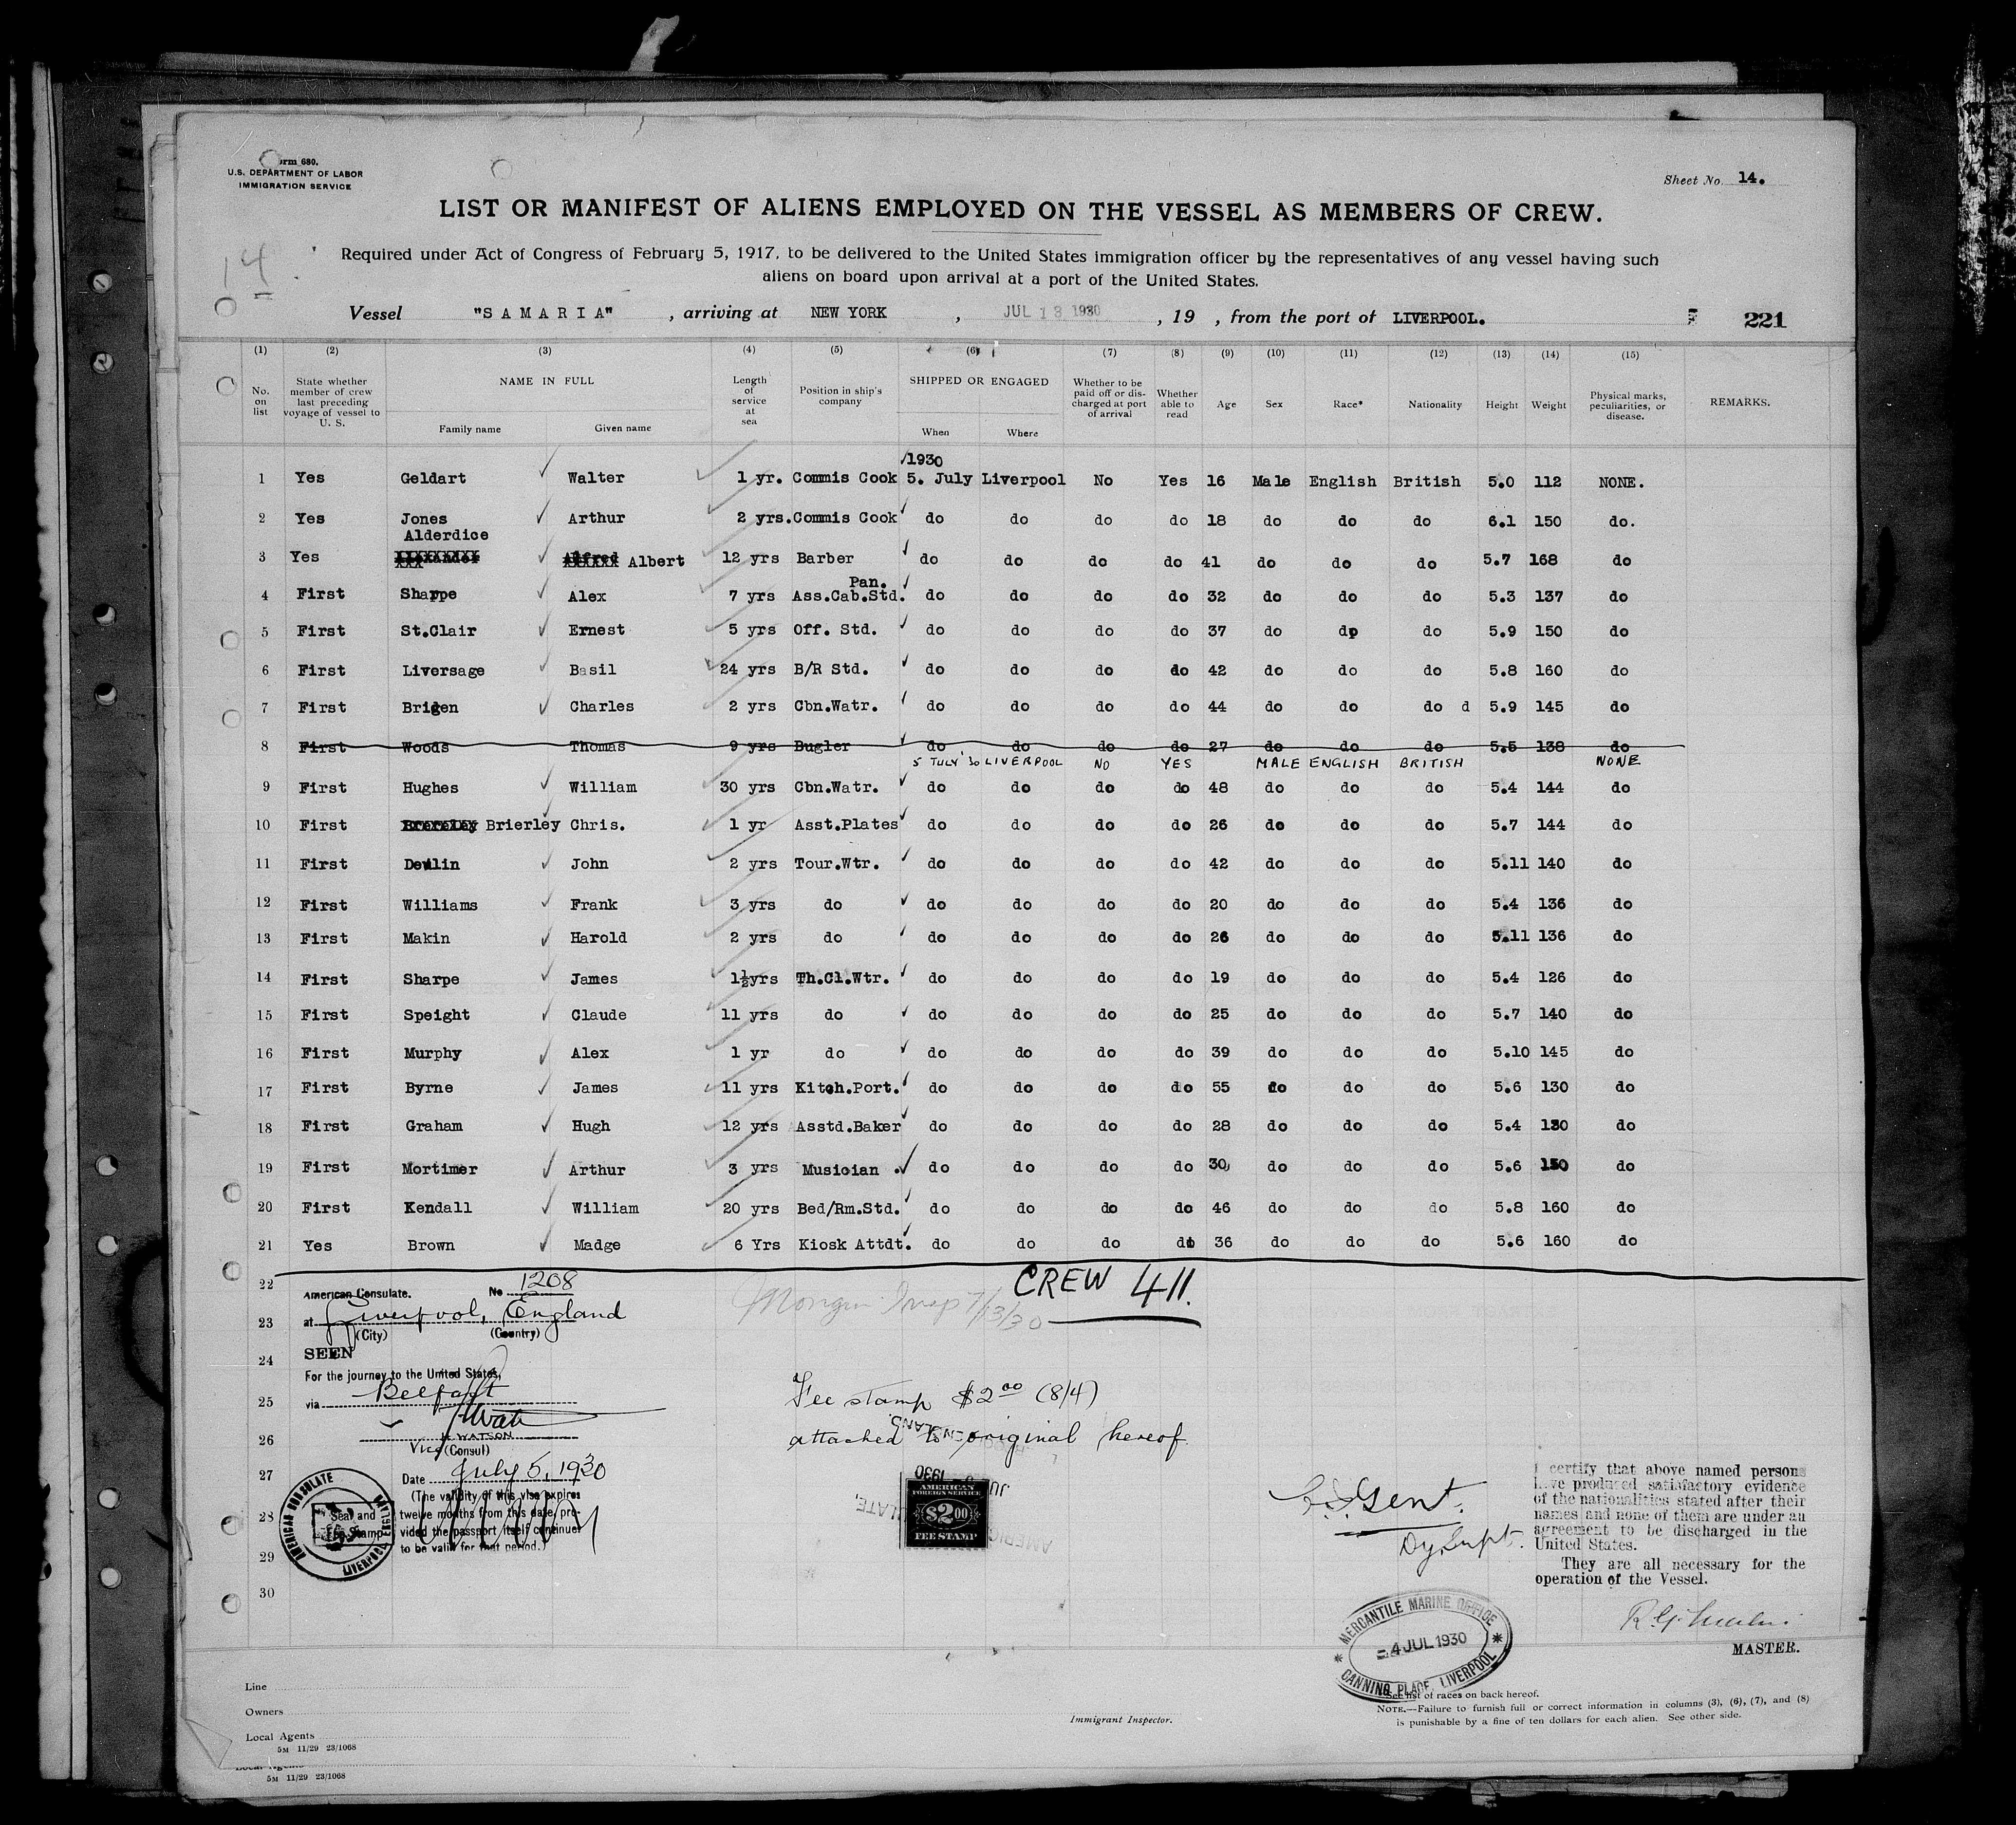 Form 680.
U.S. DEPARTMENT OF LABOR
IMMIGRATION SERVICE
Sheet No. 14.
LIST OR MANIFEST OF ALIENS EMPLOYED ON THE VESSEL AS MEMBERS OF CREW.
14
Required under Act of Congress of February 5, 1917, to be delivered to the United States immigration officer by the representatives of any vessel having such
aliens on board upon arrival at a port of the United States.
Vessel "SAMARIA", arriving at NEW YORK, JUL 13 1930, 19 , from the port of LIVERPOOL. 221
(1) (2) (3) (4) (5) (6) (7) (8) (9) (10) (11) (12) (13) (14) (15)
No. on list State whether member of crew last preceding voyage of vessel to U. S. NAME IN FULL Family name Given name Length of service at sea Position in ship's company SHIPPED OR ENGAGED When Where Whether to be paid off or discharged at port of arrival Whether able to read Age Sex Race* Nationality Height Weight Physical marks, peculiarities, or disease. REMARKS.
1930
1 Yes Geldart Walter 1 yr. Commis Cook 5. July Liverpool No Yes 16 Male English British 5.0 112 NONE.
2 Yes Jones Arthur 2 yrs. Commis Cook do do do do 18 do do do 6.1 150 do.
Alderdice
3 Yes Alexander Alfred Albert 12 yrs Barber do do do do 41 do do do 5.7 168 do
Pan.
4 First Sharpe Alex 7 yrs Ass.Cab.Std. do do do do 32 do do do 5.3 137 do
5 First St.Clair Ernest 5 yrs Off. Std. do do do do 37 do do do 5.9 150 do
6 First Liversage Basil 24 yrs B/R Std. do do do do 42 do do do 5.8 160 do
7 First Brigen Charles 2 yrs Cbn.Watr. do do do do 44 do do do d 5.9 145 do
8 First Woods Thomas 9 yrs Bugler do do do do 27 do do do 5.5 138 do
5 JULY 30 LIVERPOOL NO YES MALE ENGLISH BRITISH NONE
9 First Hughes William 30 yrs Cbn.Watr. do do do do 48 do do do 5.4 144 do
10 First Brierley Chris. 1 yr Asst.Plates do do do do 26 do do do 5.7 144 do
11 First Devlin John 2 yrs Tour.Wtr. do do do do 42 do do do 5.11 140 do
12 First Williams Frank 3 yrs do do do do do 20 do do do 5.4 136 do
13 First Makin Harold 2 yrs do do do do do 26 do do do 5.11 136 do
14 First Sharpe James 1½yrs Th.Cl.Wtr. do do do do 19 do do do 5.4 126 do
15 First Speight Claude 11 yrs do do do do do 25 do do do 5.7 140 do
16 First Murphy Alex 1 yr do do do do do 39 do do do 5.10 145 do
17 First Byrne James 11 yrs Kitch.Port. do do do do 55 do do do 5.6 130 do
18 First Graham Hugh 12 yrs Asstd.Baker do do do do 28 do do do 5.4 130 do
19 First Mortimer Arthur 3 yrs Musician . do do do do 30 do do do 5.6 150 do
20 First Kendall William 20 yrs Bed/Rm.Std. do do do do 46 do do do 5.8 160 do
21 Yes Brown Madge 6 Yrs Kiosk Attdt. do do do do 36 do do do 5.6 160 do
22
23
24
25
26
27
28
29
30
CREW 411.
7/13/30
American Consulate. No 1208
at Liverpool, England
(City) (Country)
SEEN
For the journey to the United States,
via Belfast
H WATSON
Vice (Consul)
Date July 5, 1930
(The validity of this visa expires
twelve months from this date, provided the passport itself continues
to be valid for that period.)
AMERICAN CONSULATE LIVERPOOL ENGLAND
Seal and
Fee Stamp
Fee stamp $2.00 (8/4)
attached to original hereof
AMERICAN
FOREIGN SERVICE
$2.00
FEE STAMP
Gent.
Dy Supt.
I certify that above named persons
have produced satisfactory evidence
of the nationalities stated after their
names and none of them are under an
agreement to be discharged in the
United States.
They are all necessary for the
operation of the Vessel.
MASTER.
MERCANTILE MARINE OFFICE
4 JUL 1930
CANNING PLACE, LIVERPOOL
Line
Owners
Local Agents
5M 11/29 23/1068
Immigrant Inspector.
See list of races on back hereof.
NOTE.—Failure to furnish full or correct information in columns (3), (6), (7), and (8)
is punishable by a fine of ten dollars for each alien. See other side.
Local Agents
5M 11/29 23/1068